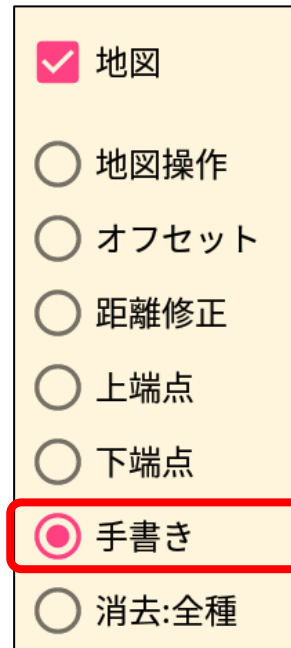 地図
地図操作
オフセット
距離修正
上端点
下端点
手書き
消去:全種